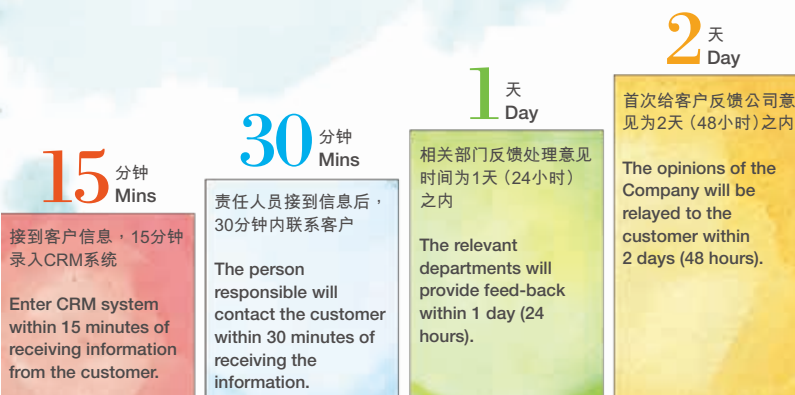 15 分钟
Mins
接到客户信息，15分钟
录入CRM系统
Enter CRM system
within 15 minutes of
receiving information
from the customer.
30 分钟
Mins
责任人员接到信息后，
30分钟内联系客户
The person
responsible will
contact the customer
within 30 minutes of
receiving the
information.
1 天
Day
相关部门反馈处理意见
时间为1天（24小时）
之内
The relevant
departments will
provide feed-back
within 1 day (24
hours).
2 天
Day
首次给客户反馈公司意
见为2天（48小时）之内
The opinions of the
Company will be
relayed to the
customer within
2 days (48 hours).